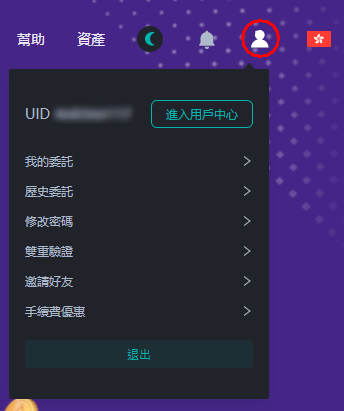 幫助 資產
UID 進入用戶中心
我的委託
歷史委託
修改密碼
雙重驗證
邀請好友
手續費優惠
退出